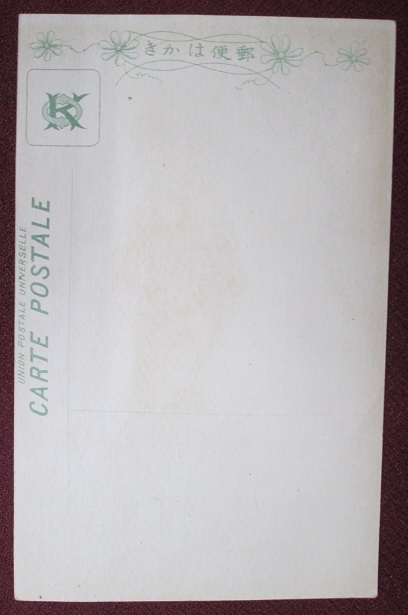 きかは便郵
UNION POSTALE UNIVERSELLE
CARTE POSTALE
K